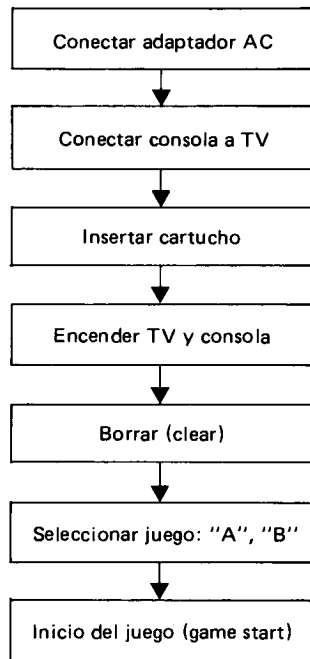 Conectar adaptador AC
Conectar consola a TV
Insertar cartucho
Encender TV y consola
Borrar (clear)
Seleccionar juego: "A", "B"
Inicio del juego (game start)